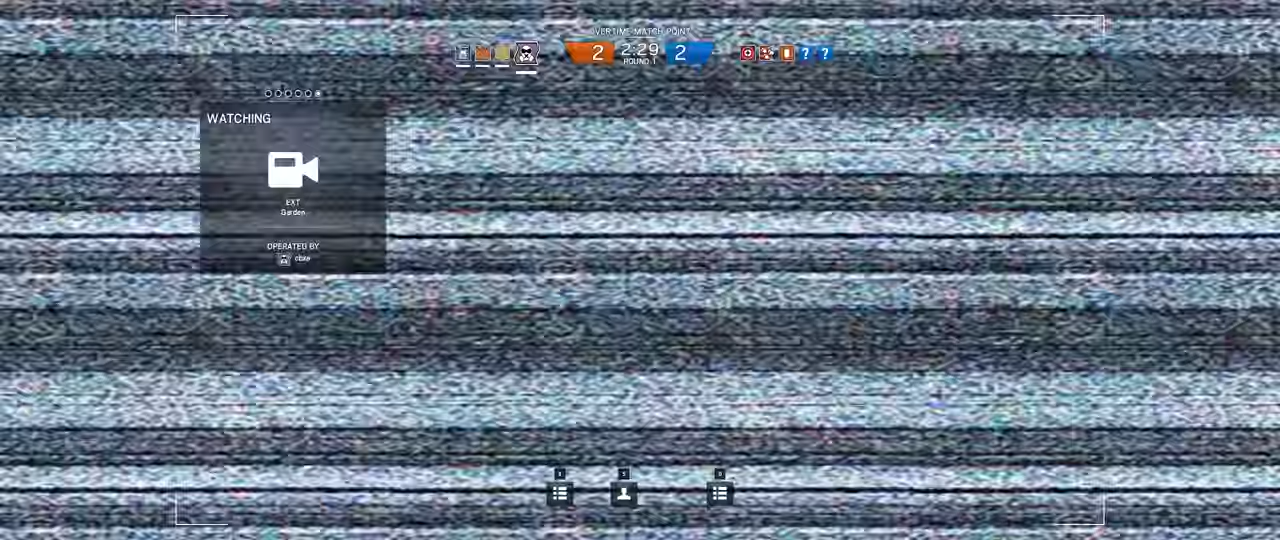 OVERTIME-MATCH POINT
2 2:29 2
ROUND 1
? ?
WATCHING
EXT
Garden
OPERATED BY